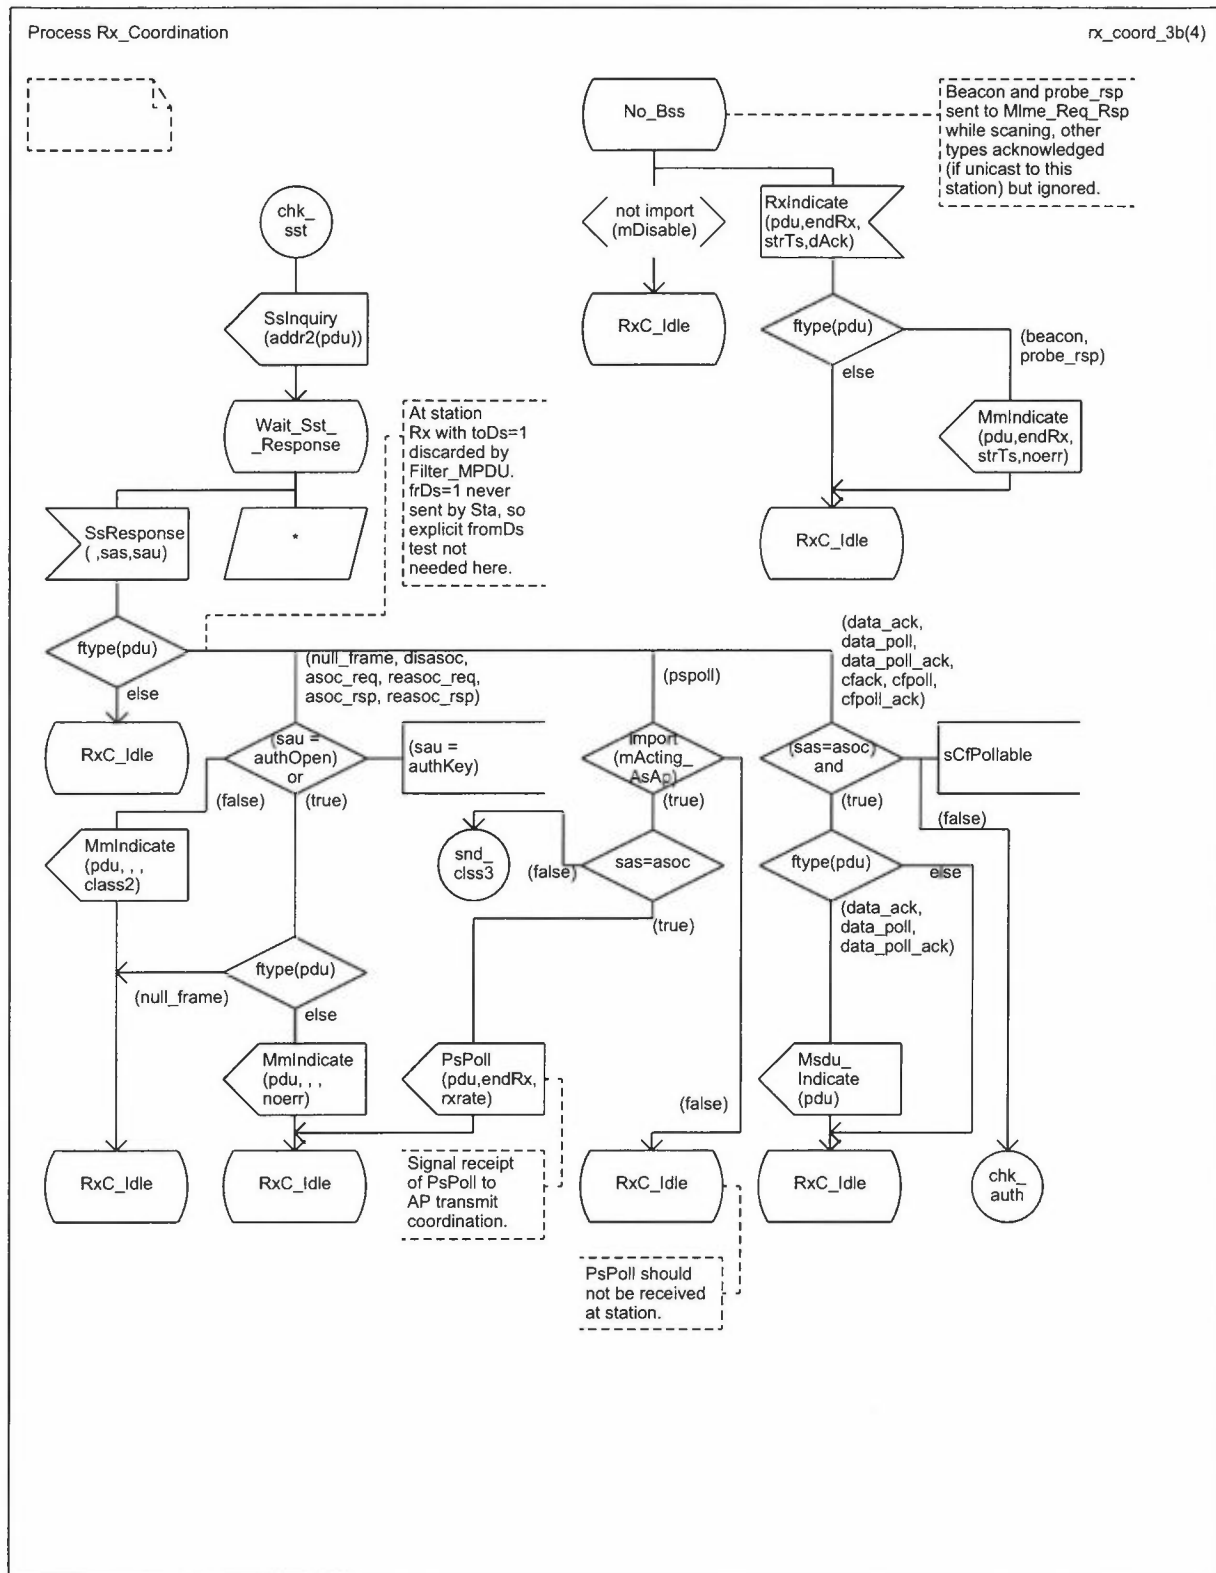 Process Rx_Coordination
rx_coord_3b(4)
No_Bss
Beacon and probe_rsp
sent to Mlme_Req_Rsp
while scaning, other
types acknowledged
(if unicast to this
station) but ignored.
not import
(mDisable)
RxIndicate
(pdu,endRx,
strTs,dAck)
RxC_Idle
ftype(pdu)
(beacon,
probe_rsp)
else
MmIndicate
(pdu,endRx,
strTs,noerr)
RxC_Idle
chk_
sst
SsInquiry
(addr2(pdu))
Wait_Sst_
_Response
At station
Rx with toDs=1
discarded by
Filter_MPDU.
frDs=1 never
sent by Sta, so
explicit fromDs
test not
needed here.
SsResponse
( ,sas,sau)
*
ftype(pdu)
else
RxC_Idle
(null_frame, disasoc,
asoc_req, reasoc_req,
asoc_rsp, reasoc_rsp)
(pspoll)
(data_ack,
data_poll,
data_poll_ack,
cfack, cfpoll,
cfpoll_ack)
(sau =
authOpen)
or
(sau =
authKey)
(false)
(true)
MmIndicate
(pdu, , ,
class2)
ftype(pdu)
(null_frame)
else
MmIndicate
(pdu, , ,
noerr)
RxC_Idle
RxC_Idle
import
(mActing_
AsAp)
(true)
sas=asoc
(false)
snd_
clss3
(true)
PsPoll
(pdu,endRx,
rxrate)
Signal receipt
of PsPoll to
AP transmit
coordination.
(false)
RxC_Idle
PsPoll should
not be received
at station.
(sas=asoc)
and
sCfPollable
(true)
(false)
ftype(pdu)
else
(data_ack,
data_poll,
data_poll_ack)
Msdu_
Indicate
(pdu)
RxC_Idle
chk_
auth